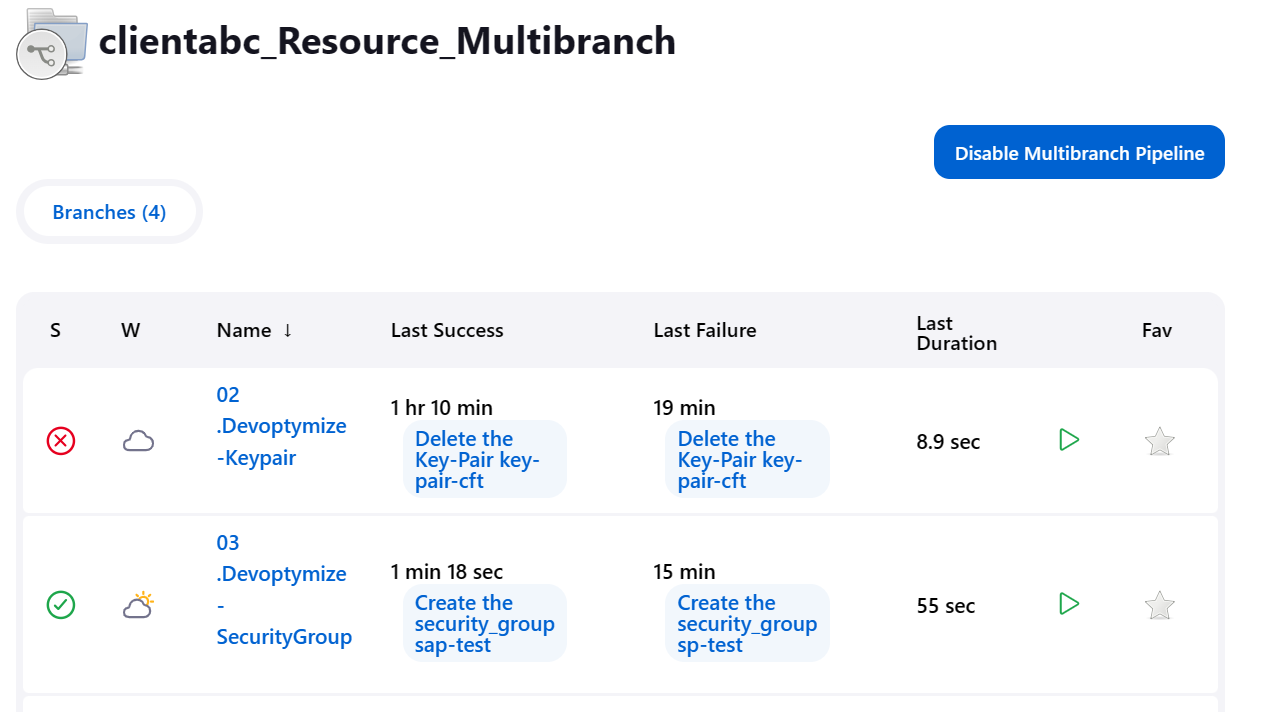 clientabc_Resource_Multibranch
Disable Multibranch Pipeline
Branches (4)
S W Name ↓ Last Success Last Failure Last Duration Fav
02
.Devoptymize
-Keypair
1 hr 10 min
Delete the
Key-Pair key-
pair-cft
19 min
Delete the
Key-Pair key-
pair-cft
8.9 sec
03
.Devoptymize
-
SecurityGroup
1 min 18 sec
Create the
security_group
sap-test
15 min
Create the
security_group
sp-test
55 sec